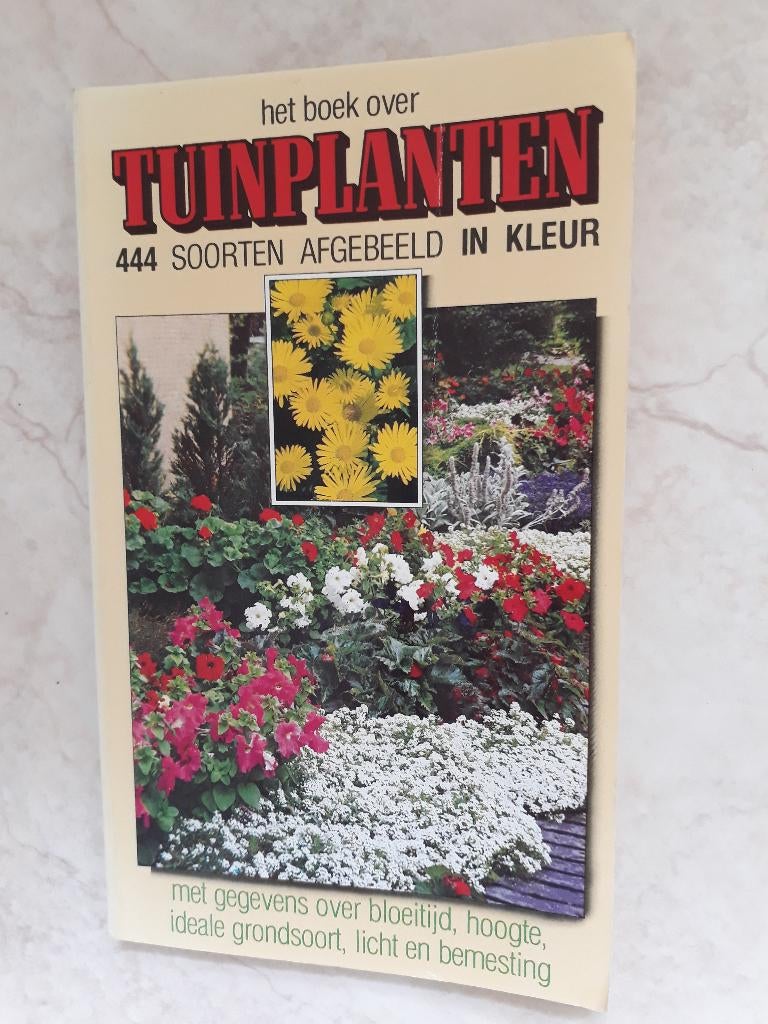 het boek over
TUINPLANTEN
444 SOORTEN AFGEBEELD IN KLEUR
met gegevens over bloeitijd, hoogte,
ideale grondsoort, licht en bemesting